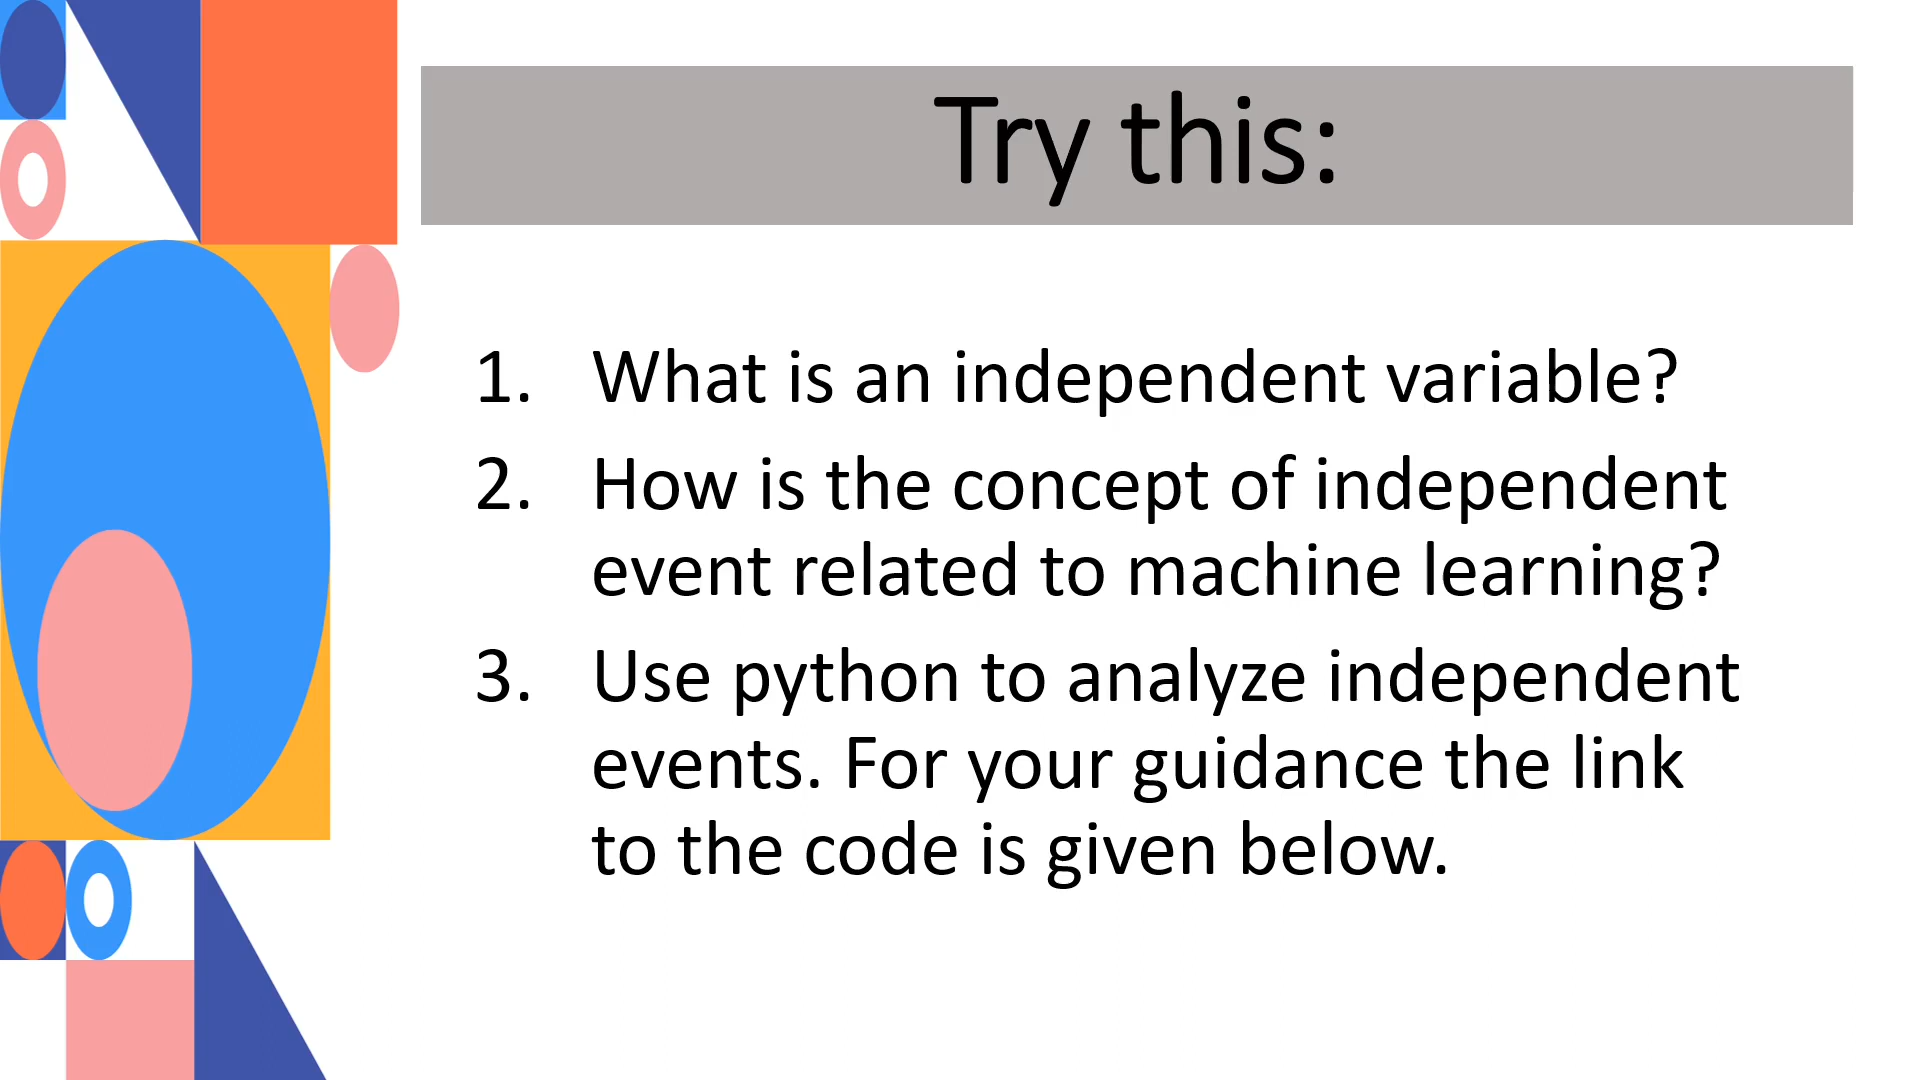 Try this:
1. What is an independent variable?
2. How is the concept of independent
event related to machine learning?
3. Use python to analyze independent
events. For your guidance the link
to the code is given below.